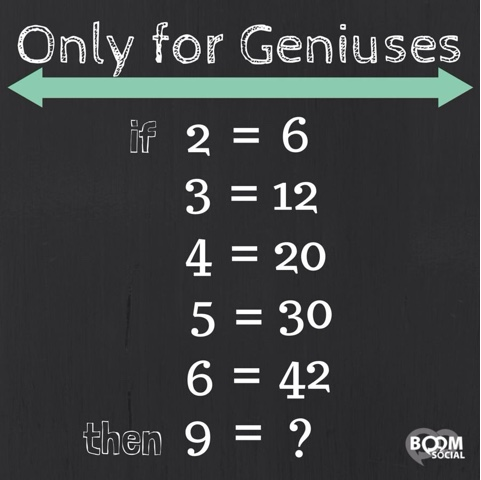 Only for Geniuses
if 2 = 6
3 = 12
4 = 20
5 = 30
6 = 42
then 9 = ?
BOOM
SOCIAL